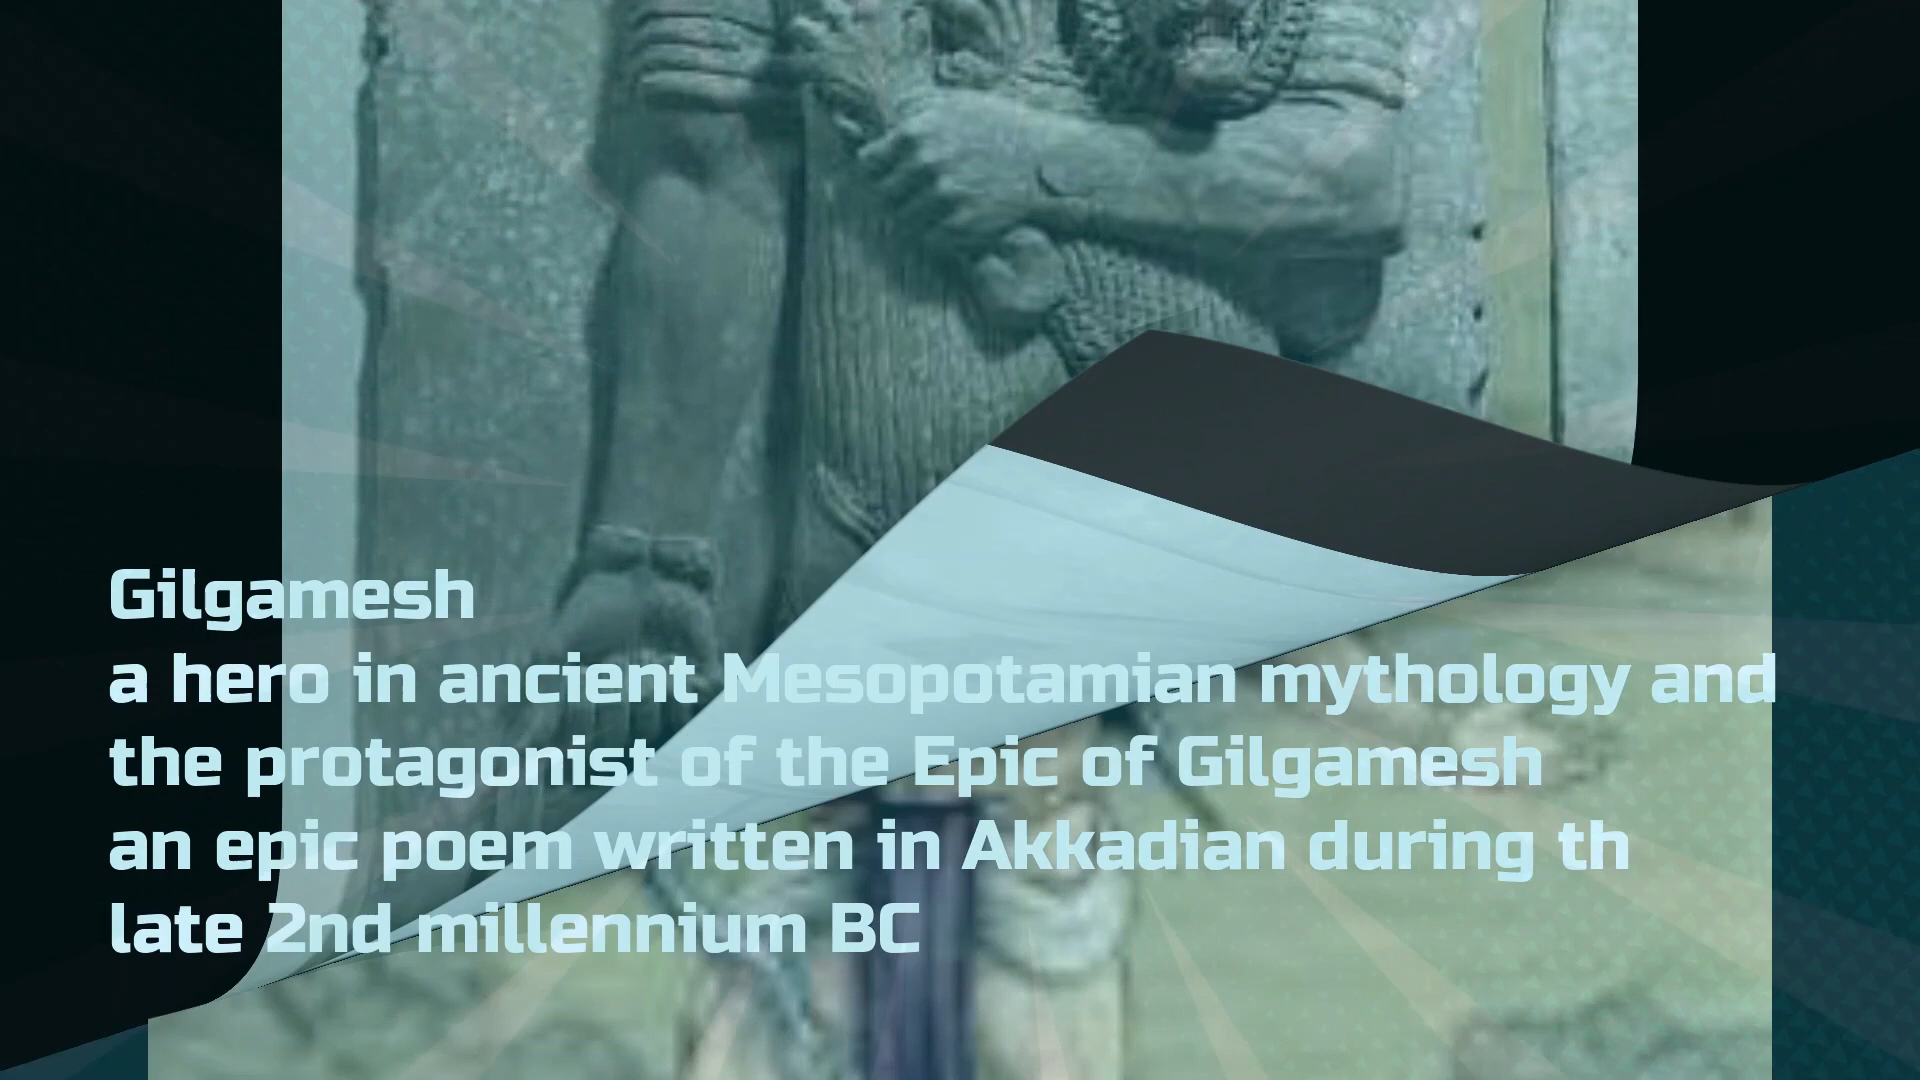 Gilgamesh
a hero in ancient Mesopotamian mythology and
the protagonist of the Epic of Gilgamesh
an epic poem written in Akkadian during th
late 2nd millennium BC